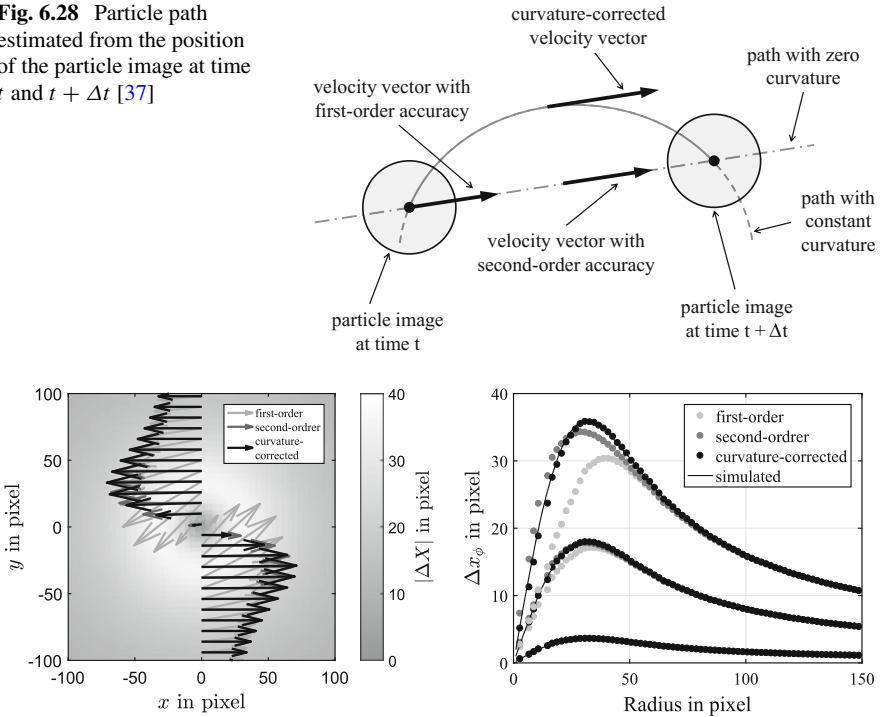 Fig. 6.28 Particle path
estimated from the position
of the particle image at time
t and t + Δt [37]
curvature-corrected
velocity vector
path with zero
curvature
velocity vector with
first-order accuracy
path with
constant
curvature
velocity vector with
second-order accuracy
particle image
at time t
particle image
at time t + Δt
100
50
0
-50
-100
y in pixel
-100
-50
0
50
100
x in pixel
first-order
second-ordrer
curvature-
corrected
40
30
20
10
0
|ΔX| in pixel
40
30
20
10
0
Δxϕ in pixel
first-order
second-ordrer
curvature-corrected
simulated
0
50
100
150
Radius in pixel